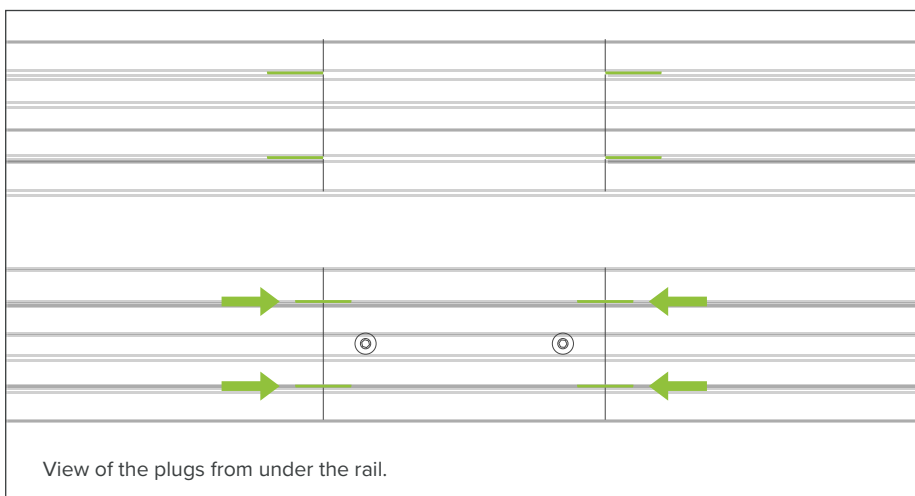 View of the plugs from under the rail.